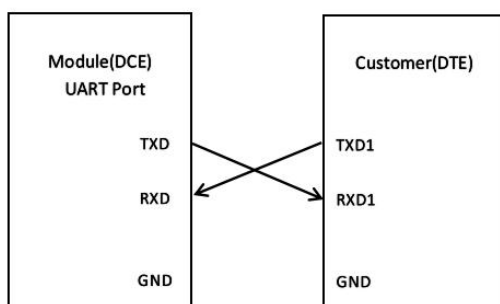 Module(DCE)
UART Port
Customer(DTE)
TXD
TXD1
RXD
RXD1
GND
GND